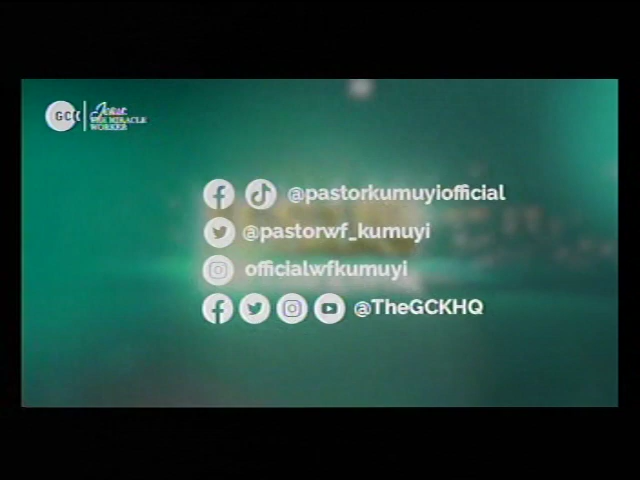 GCK
Jesus
THE MIRACLE
WORKER
@pastorkumuyiofficial
@pastorwf_kumuyi
officialwfkumuyi
@TheGCKHQ